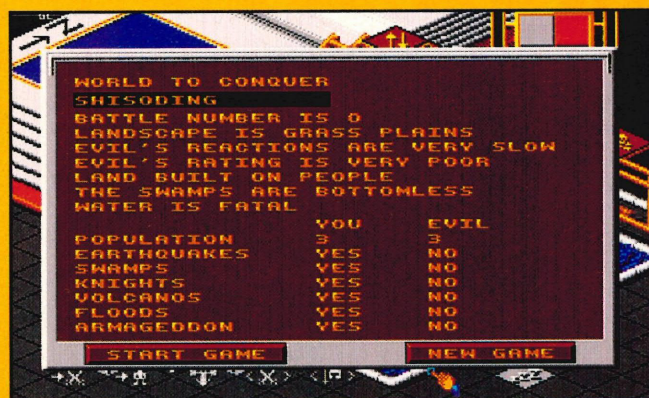 WORLD TO CONQUER
SHISODING
BATTLE NUMBER IS 0
LANDSCAPE IS GRASS PLAINS
EVIL'S REACTIONS ARE VERY SLOW
EVIL'S RATING IS VERY POOR
LAND BUILT ON PEOPLE
THE SWAMPS ARE BOTTOMLESS
WATER IS FATAL
YOU EVIL
POPULATION 3 3
EARTHQUAKES YES NO
SWAMPS YES NO
KNIGHTS YES NO
VOLCANOS YES NO
FLOODS YES NO
ARMAGEDDON YES NO
START GAME NEW GAME